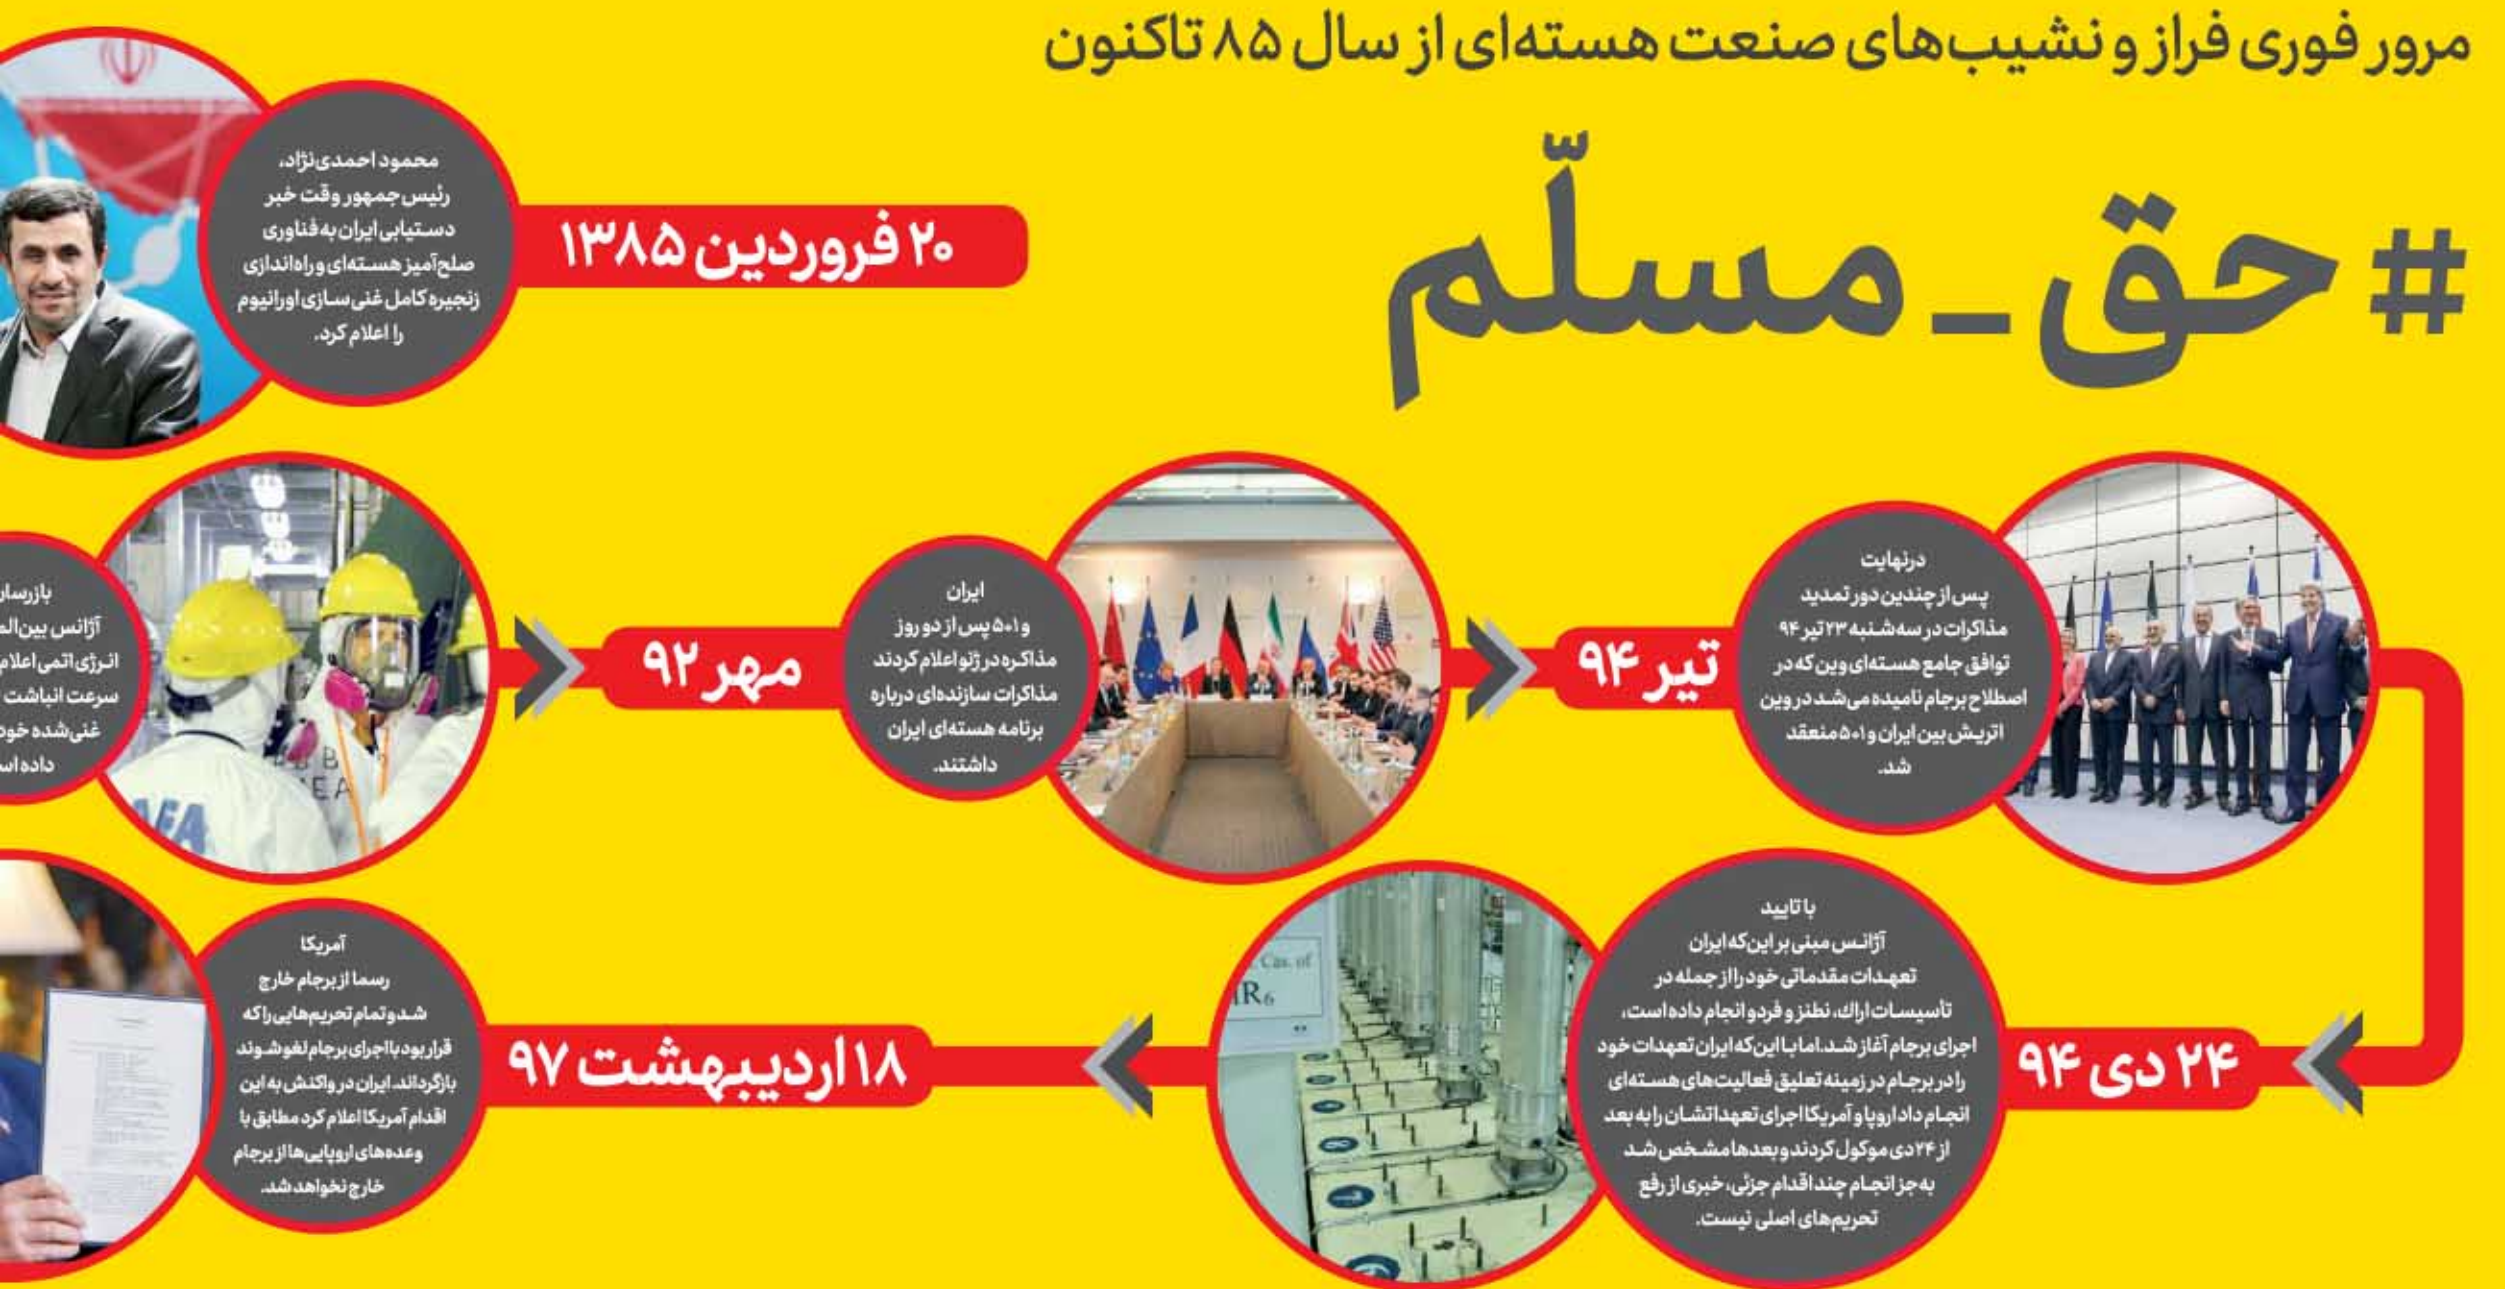 مرور فوری فراز و نشیب‌های صنعت هسته‌ای از سال ۸۵ تاکنون
#حق_مسلّم
۲۰ فروردین ۱۳۸۵
محمود احمدی‌نژاد،
رئیس‌جمهور وقت خبر
دستیابی ایران به فناوری
صلح‌آمیز هسته‌ای و راه‌اندازی
زنجیره کامل غنی‌سازی اورانیوم
را اعلام کرد.
آژانس بین‌
انرژی اتمی اعلام
سرعت انباشت
غنی‌شده
مهر ۹۲
ایران
و ۵+۱ پس از دو روز
مذاکره در ژنو اعلام کردند
مذاکرات سازنده‌ای درباره
برنامه هسته‌ای ایران
داشتند.
تیر ۹۴
درنهایت
پس از چندین دور تمدید
مذاکرات در سه‌شنبه ۲۳ تیر ۹۴
توافق جامع هسته‌ای وین که در
اصطلاح برجام نامیده می‌شد در وین
اتریش بین ایران و ۵+۱ منعقد
شد.
۲۴ دی ۹۴
با تایید
آژانس مبنی بر این‌که ایران
تعهدات مقدماتی خود را از جمله در
تأسیسات اراك، نطنز و فردو انجام داده است،
اجرای برجام آغاز شد. اما با این‌که ایران تعهدات خود
را در برجام در زمینه تعلیق فعالیت‌های هسته‌ای
انجام داد اروپا و آمریکا اجرای تعهداتشان را به بعد
از ۲۴ دی موکول کردند و بعدها مشخص شد
به‌جز انجام چند اقدام جزئی، خبری از رفع
تحریم‌های اصلی نیست.
Cas. of
IR6
۱۸ اردیبهشت ۹۷
آمریکا
رسما از برجام خارج
شد و تمام تحریم‌هایی را که
قرار بود با اجرای برجام لغو شوند
بازگرداند. ایران در واکنش به این
اقدام آمریکا اعلام کرد مطابق با
وعده‌های اروپایی‌ها از برجام
خارج نخواهد شد.